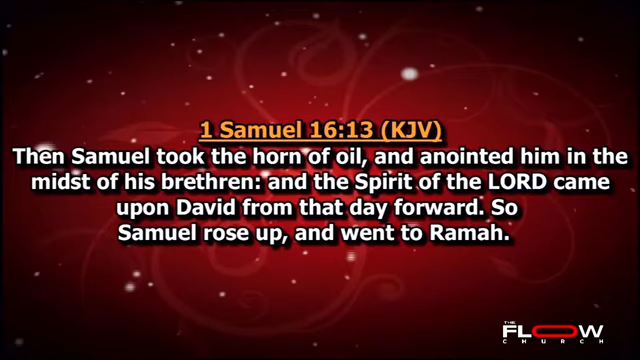 1 Samuel 16:13 (KJV)
Then Samuel took the horn of oil, and anointed him in the
midst of his brethren: and the Spirit of the LORD came
upon David from that day forward. So
Samuel rose up, and went to Ramah.
THE
FLOW
CHURCH